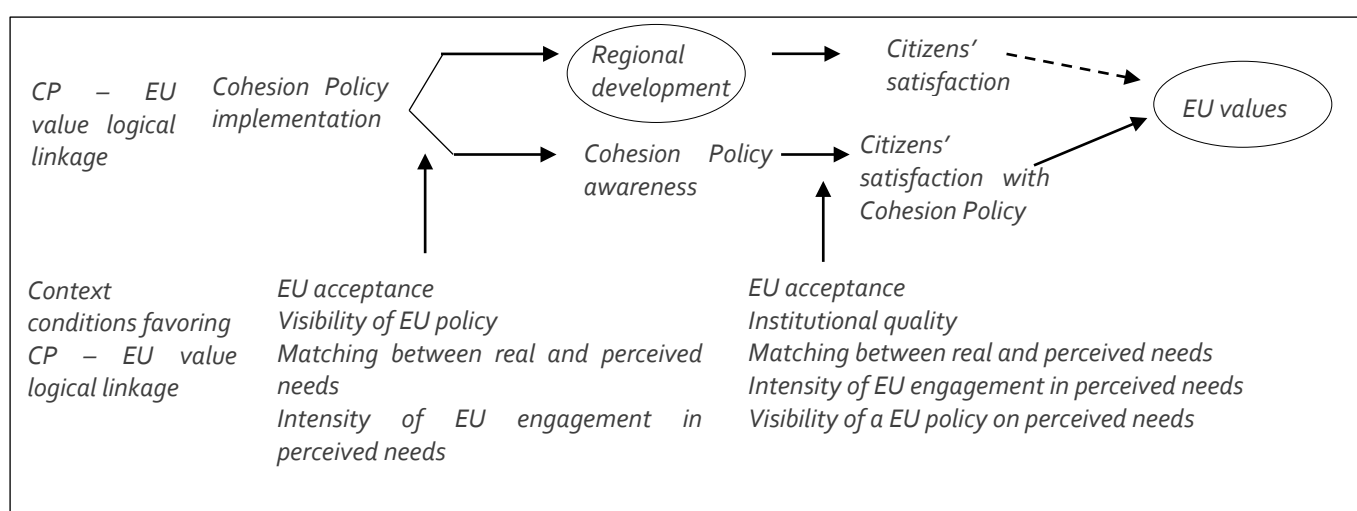 CP – EU
value logical
linkage
Cohesion Policy
implementation
Regional
development
Citizens'
satisfaction
EU values
Cohesion Policy
awareness
Citizens'
satisfaction with
Cohesion Policy
Context
conditions favoring
CP – EU value
logical linkage
EU acceptance
Visibility of EU policy
Matching between real and perceived
needs
Intensity of EU engagement in
perceived needs
EU acceptance
Institutional quality
Matching between real and perceived needs
Intensity of EU engagement in perceived needs
Visibility of a EU policy on perceived needs